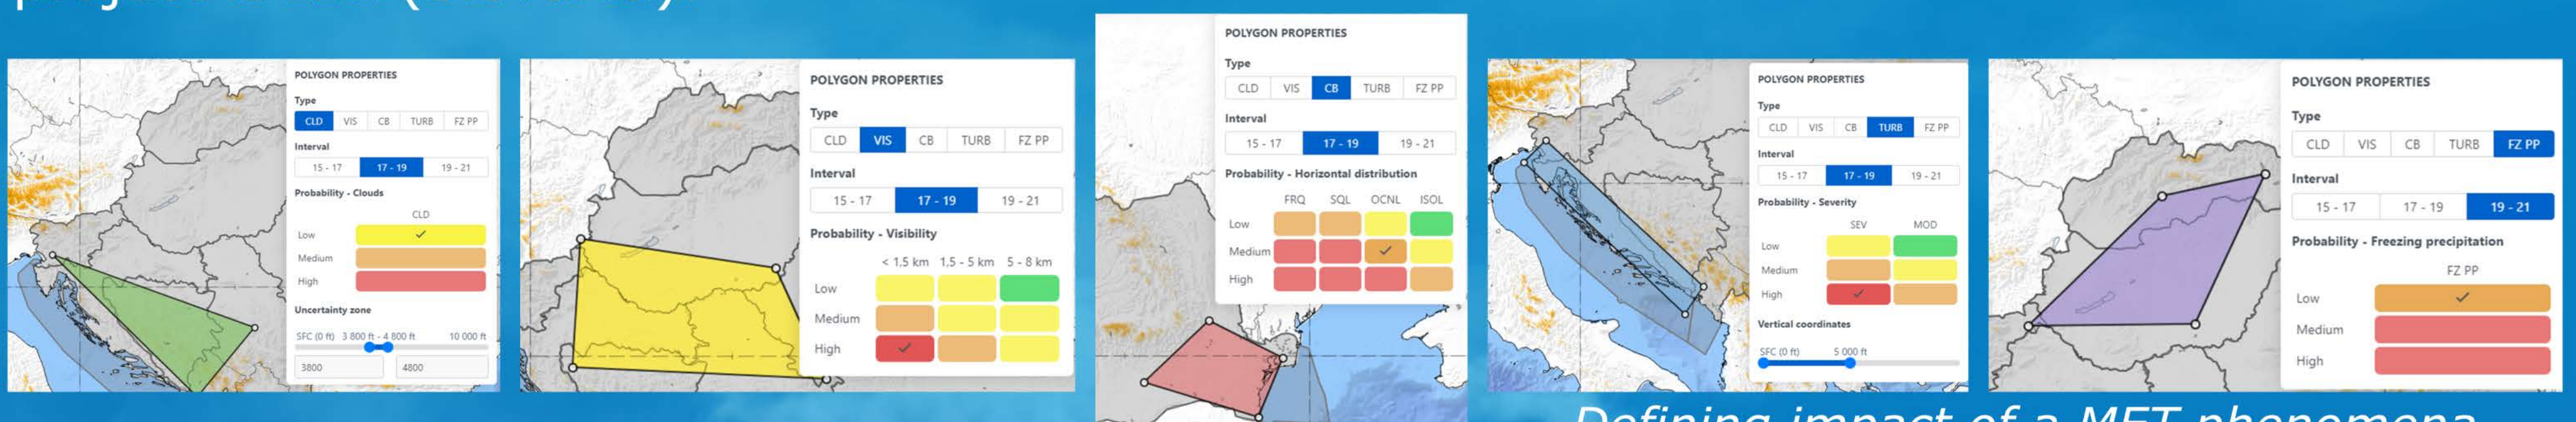 POLYGON PROPERTIES
Type
CLD VIS CB TURB FZ PP
Interval
15 - 17 17 - 19 19 - 21
Probability - Clouds
CLD
Low
Medium
High
Uncertainty zone
SFC (0 ft) 3 800 ft - 4 800 ft 10 000 ft
3800 4800
POLYGON PROPERTIES
Type
CLD VIS CB TURB FZ PP
Interval
15 - 17 17 - 19 19 - 21
Probability - Visibility
< 1,5 km 1,5 - 5 km 5 - 8 km
Low
Medium
High
POLYGON PROPERTIES
Type
CLD VIS CB TURB FZ PP
Interval
15 - 17 17 - 19 19 - 21
Probability - Horizontal distribution
FRQ SQL OCNL ISOL
Low
Medium
High
POLYGON PROPERTIES
Type
CLD VIS CB TURB FZ PP
Interval
15 - 17 17 - 19 19 - 21
Probability - Severity
SEV MOD
Low
Medium
High
Vertical coordinates
SFC (0 ft) 5 000 ft
POLYGON PROPERTIES
Type
CLD VIS CB TURB FZ PP
Interval
15 - 17 17 - 19 19 - 21
Probability - Freezing precipitation
FZ PP
Low
Medium
High
Defining impact of a MET phenomena